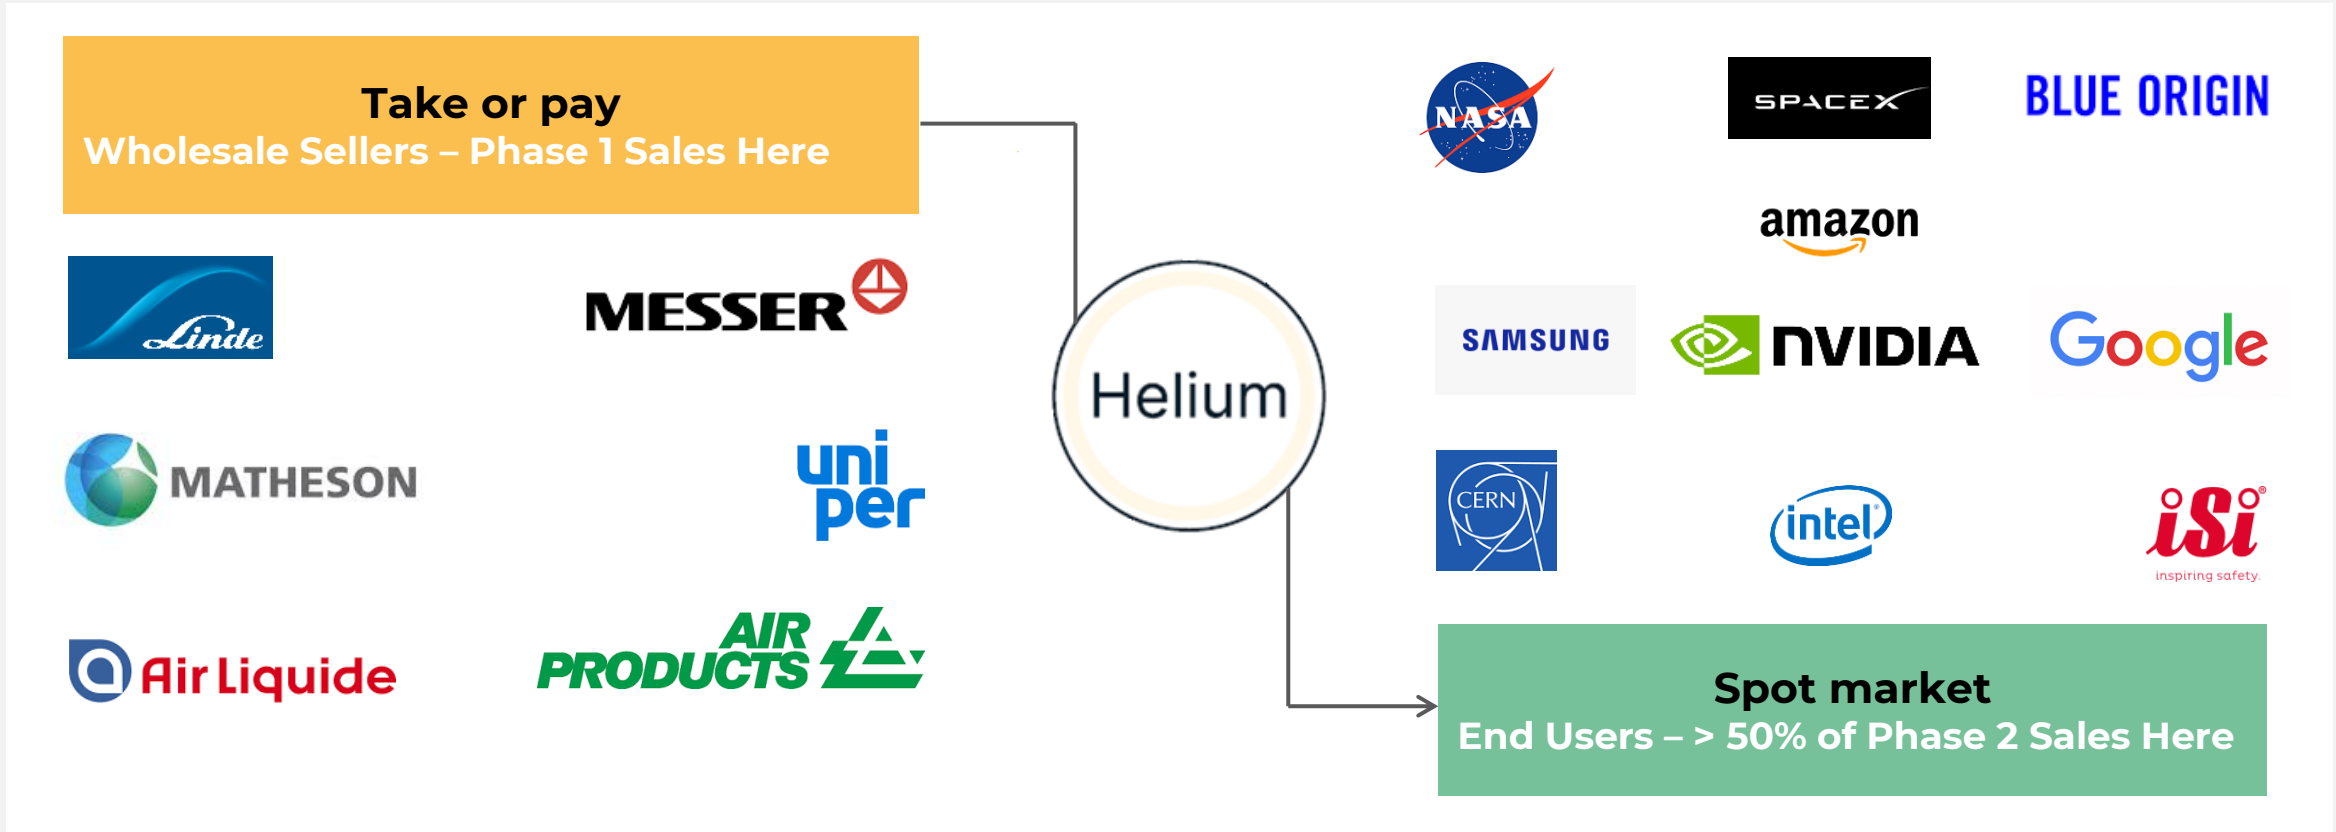 Take or pay
Wholesale Sellers – Phase 1 Sales Here
Linde
MESSER
MATHESON
uni
per
Air Liquide
AIR
PRODUCTS
Helium
NASA
SPACEX
BLUE ORIGIN
amazon
SAMSUNG
NVIDIA
Google
CERN
intel®
iSi®
inspiring safety.
Spot market
End Users – > 50% of Phase 2 Sales Here